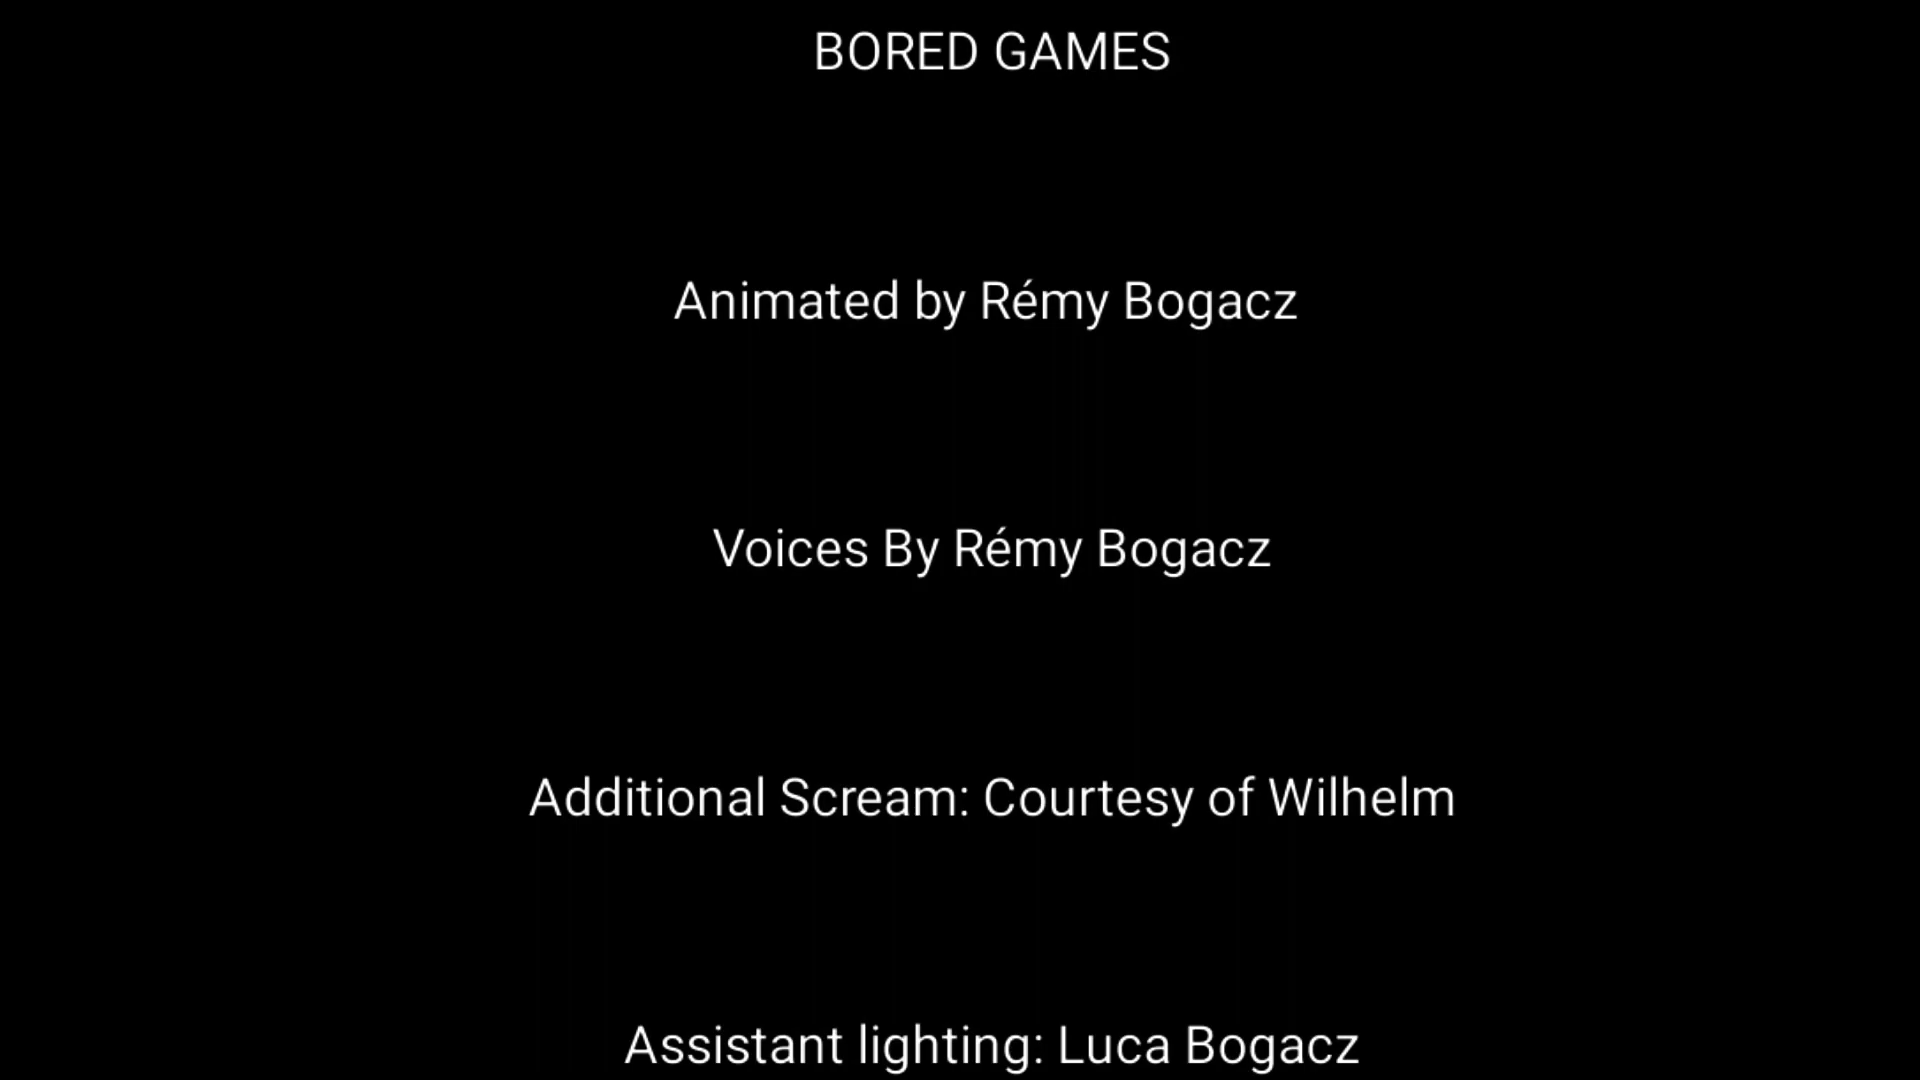 BORED GAMES
Animated by Rémy Bogacz
Voices By Rémy Bogacz
Additional Scream: Courtesy of Wilhelm
Assistant lighting: Luca Bogacz